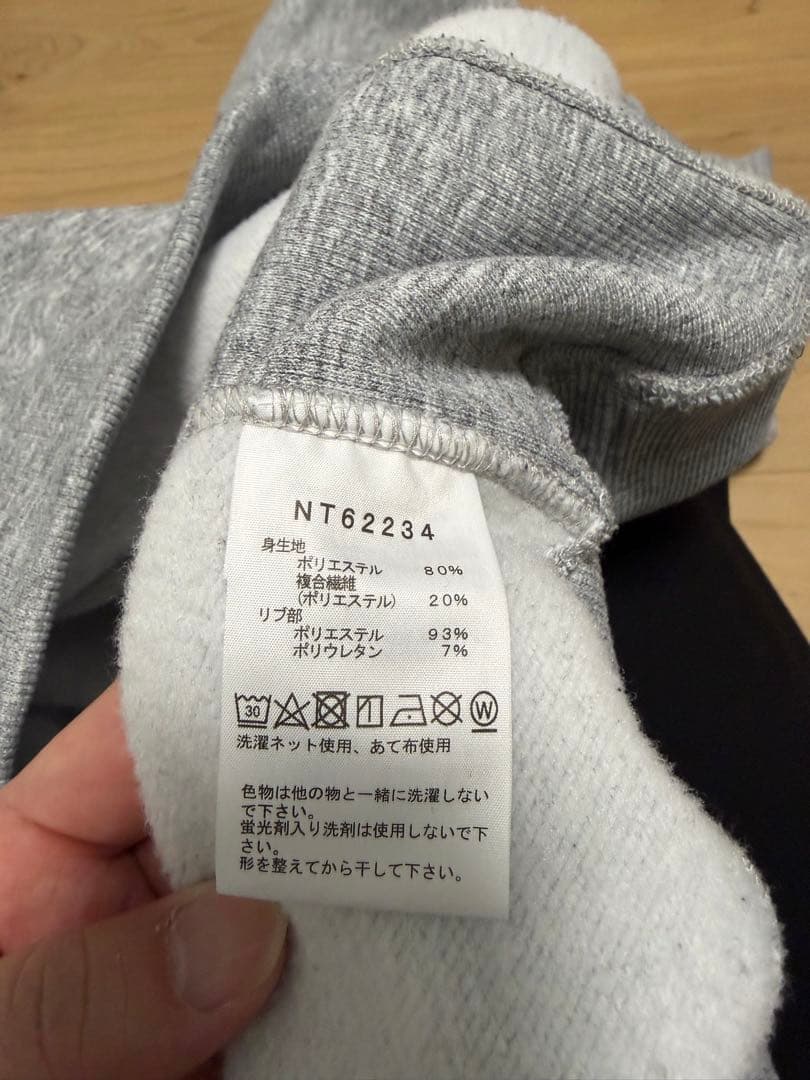 NT62234
身生地
ポリエステル 80%
複合繊維
(ポリエステル) 20%
リブ部
ポリエステル 93%
ポリウレタン 7%
30 W
洗濯ネット使用、あて布使用
色物は他の物と一緒に洗濯しない
で下さい。
蛍光剤入り洗剤は使用しないで下
さい。
形を整えてから干して下さい。